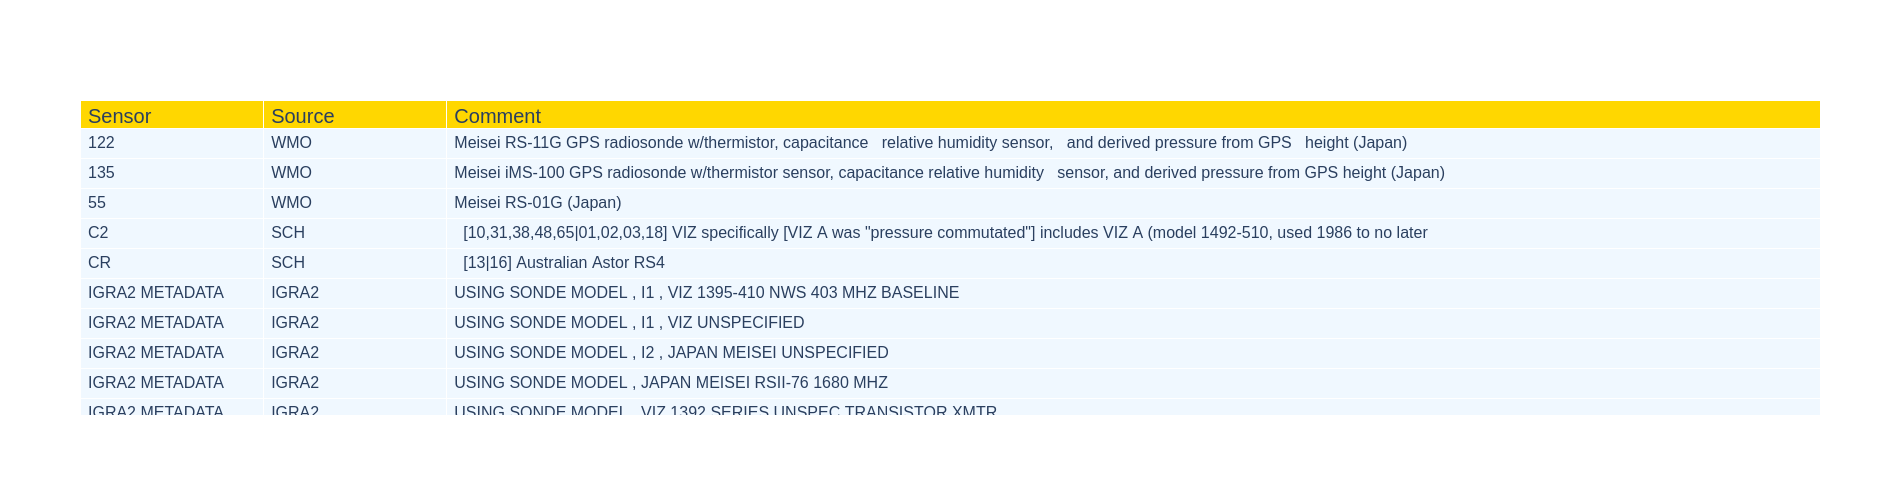 Sensor Source Comment
122 WMO Meisei RS-11G GPS radiosonde w/thermistor, capacitance   relative humidity sensor,   and derived pressure from GPS   height (Japan)
135 WMO Meisei iMS-100 GPS radiosonde w/thermistor sensor, capacitance relative humidity   sensor, and derived pressure from GPS height (Japan)
55 WMO Meisei RS-01G (Japan)
C2 SCH [10,31,38,48,65|01,02,03,18] VIZ specifically [VIZ A was "pressure commutated"] includes VIZ A (model 1492-510, used 1986 to no later
CR SCH [13|16] Australian Astor RS4
IGRA2 METADATA IGRA2 USING SONDE MODEL , I1 , VIZ 1395-410 NWS 403 MHZ BASELINE
IGRA2 METADATA IGRA2 USING SONDE MODEL , I1 , VIZ UNSPECIFIED
IGRA2 METADATA IGRA2 USING SONDE MODEL , I2 , JAPAN MEISEI UNSPECIFIED
IGRA2 METADATA IGRA2 USING SONDE MODEL , JAPAN MEISEI RSII-76 1680 MHZ
IGRA2 METADATA IGRA2 USING SONDE MODEL , VIZ 1392 SERIES UNSPEC TRANSISTOR XMTR